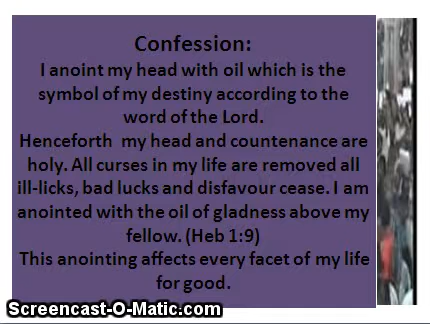 Confession:
I anoint my head with oil which is the
symbol of my destiny according to the
word of the Lord.
Henceforth  my head and countenance are
holy. All curses in my life are removed all
ill-licks, bad lucks and disfavour cease. I am
anointed with the oil of gladness above my
fellow. (Heb 1:9)
This anointing affects every facet of my life
for good.
Screencast-O-Matic.com